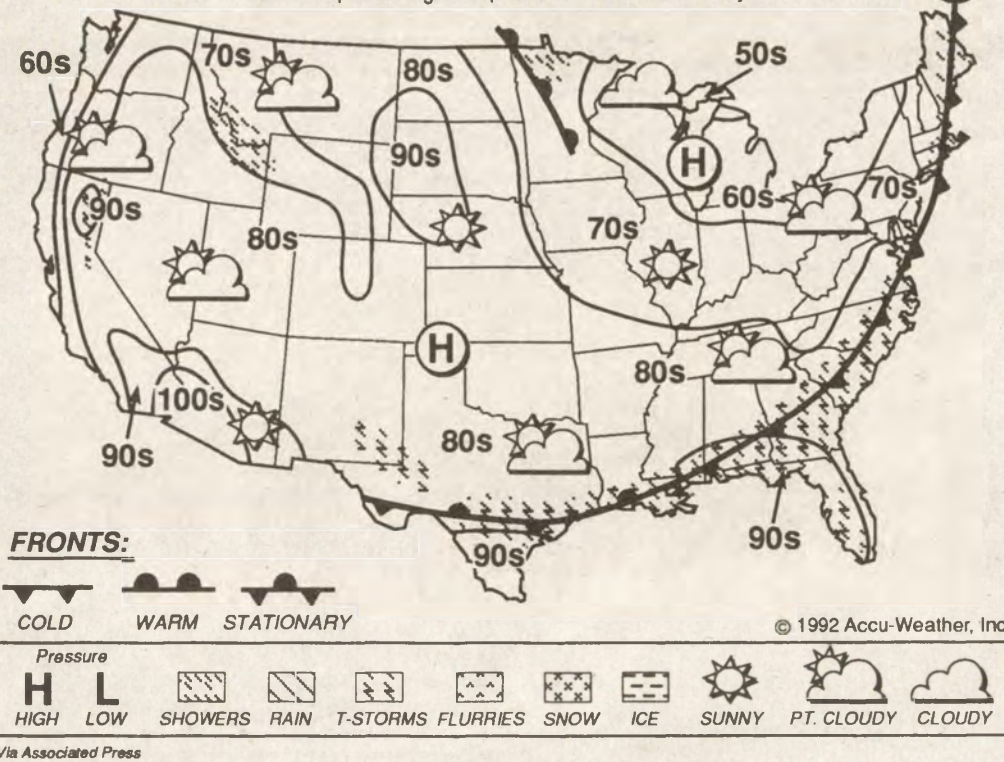 60s
70s
80s
50s
90s
H
90s
60s
70s
80s
70s
H
80s
100s
80s
90s
90s
90s
FRONTS:
COLD WARM STATIONARY
© 1992 Accu-Weather, Inc
Pressure
H L
HIGH LOW SHOWERS RAIN T-STORMS FLURRIES SNOW ICE SUNNY PT. CLOUDY CLOUDY
Via Associated Press